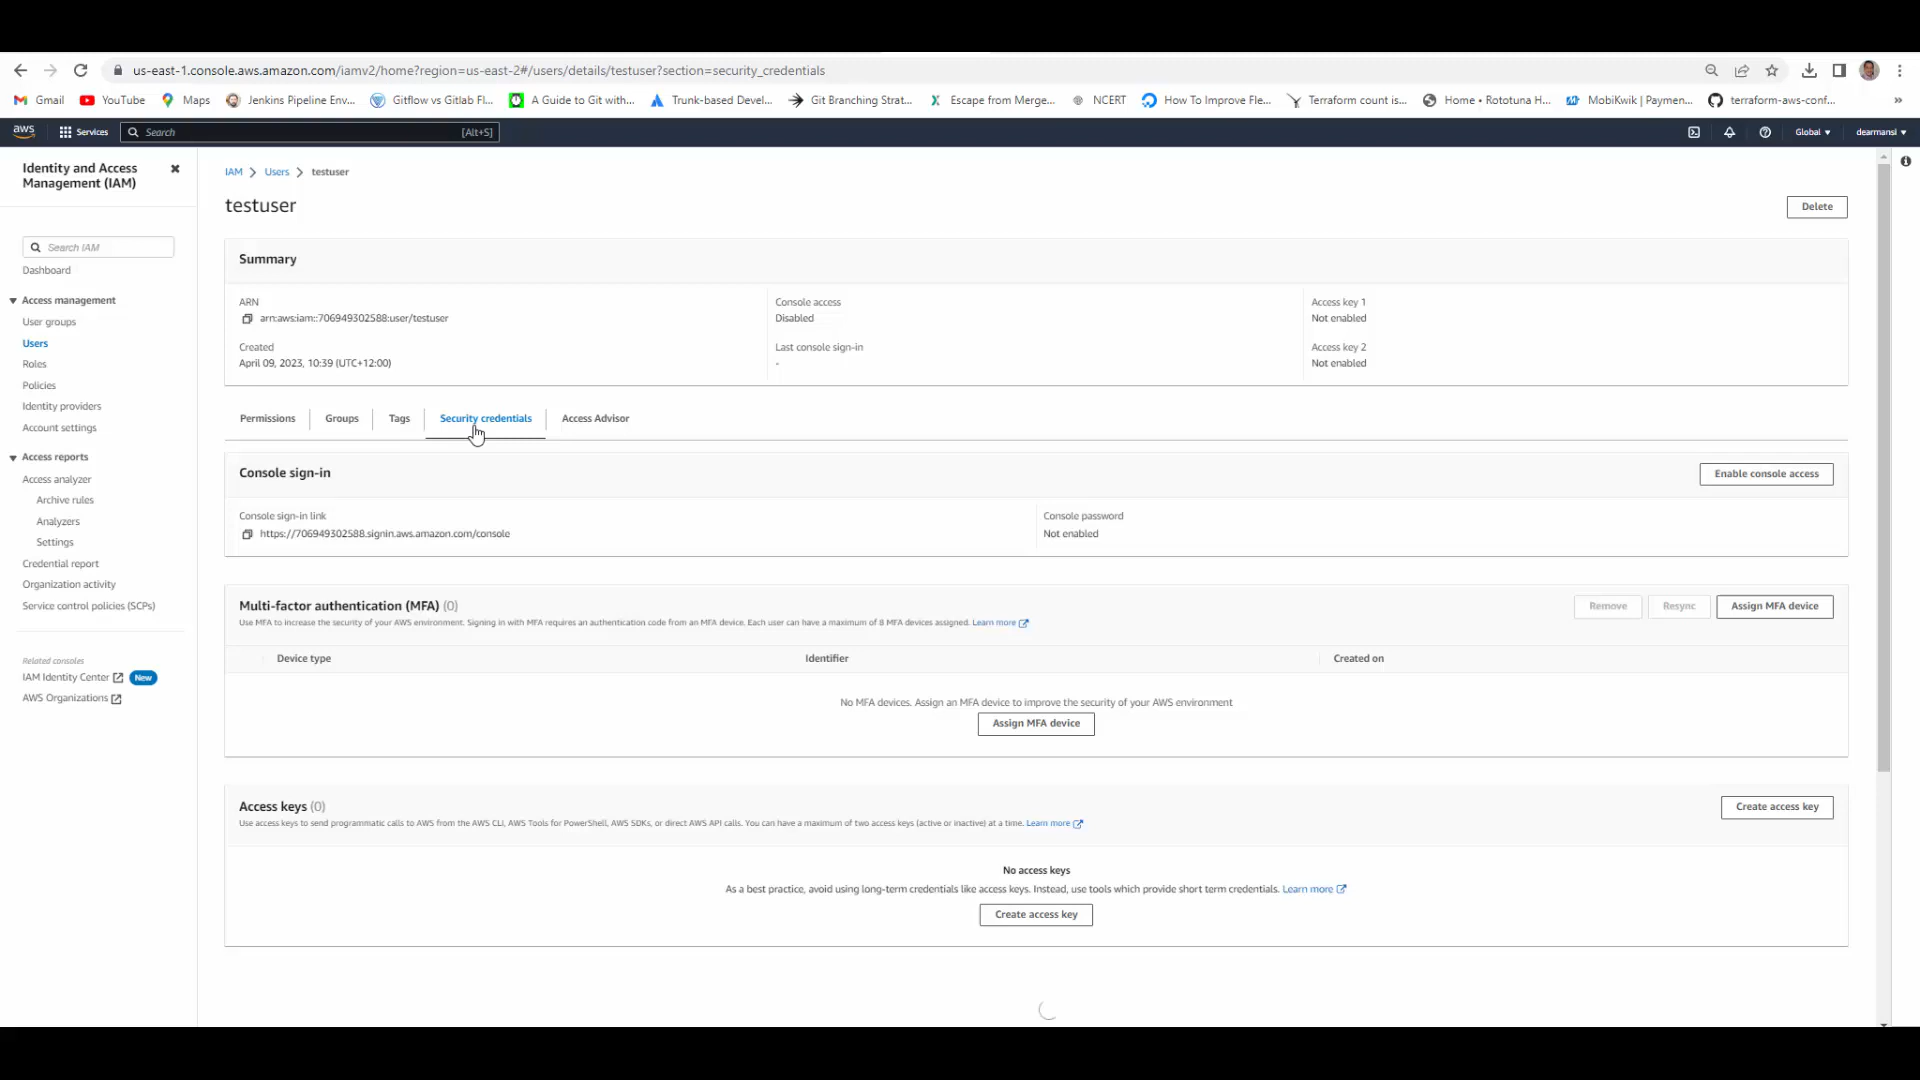 us-east-1.console.aws.amazon.com/iamv2/home?region=us-east-2#/users/details/testuser?section=security_credentials
Gmail YouTube Maps Jenkins Pipeline Env... Gitflow vs Gitlab Fl... A Guide to Git with... Trunk-based Devel... Git Branching Strat... Escape from Merge... NCERT How To Improve Fle... Terraform count is... Home • Rototuna H... MobiKwik | Paymen... terraform-aws-conf... »
aws Services Search [Alt+S] Global dearmansi
Identity and Access Management (IAM)
Search IAM
Dashboard
Access management
User groups
Users
Roles
Policies
Identity providers
Account settings
Access reports
Access analyzer
Archive rules
Analyzers
Settings
Credential report
Organization activity
Service control policies (SCPs)
Related consoles
IAM Identity Center New
AWS Organizations
IAM > Users > testuser
testuser
Delete
Summary
ARN
arn:aws:iam::706949302588:user/testuser
Created
April 09, 2023, 10:39 (UTC+12:00)
Console access
Disabled
Last console sign-in
-
Access key 1
Not enabled
Access key 2
Not enabled
Permissions Groups Tags Security credentials Access Advisor
Console sign-in
Enable console access
Console sign-in link
https://706949302588.signin.aws.amazon.com/console
Console password
Not enabled
Multi-factor authentication (MFA) (0)
Use MFA to increase the security of your AWS environment. Signing in with MFA requires an authentication code from an MFA device. Each user can have a maximum of 8 MFA devices assigned. Learn more
Remove Resync Assign MFA device
Device type Identifier Created on
No MFA devices. Assign an MFA device to improve the security of your AWS environment
Assign MFA device
Access keys (0)
Use access keys to send programmatic calls to AWS from the AWS CLI, AWS Tools for PowerShell, AWS SDKs, or direct AWS API calls. You can have a maximum of two access keys (active or inactive) at a time. Learn more
Create access key
No access keys
As a best practice, avoid using long-term credentials like access keys. Instead, use tools which provide short term credentials. Learn more
Create access key